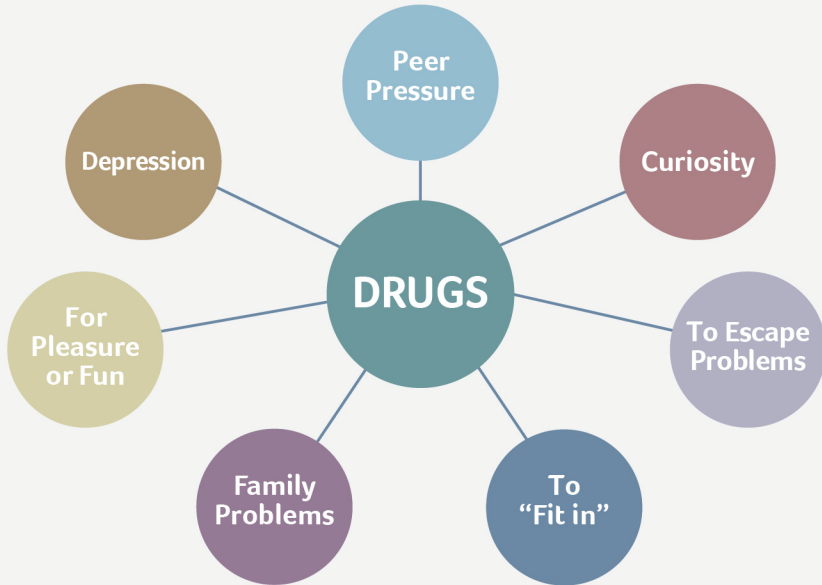 Peer
Pressure
Depression
Curiosity
DRUGS
For
Pleasure
or Fun
To Escape
Problems
Family
Problems
To
“Fit in”